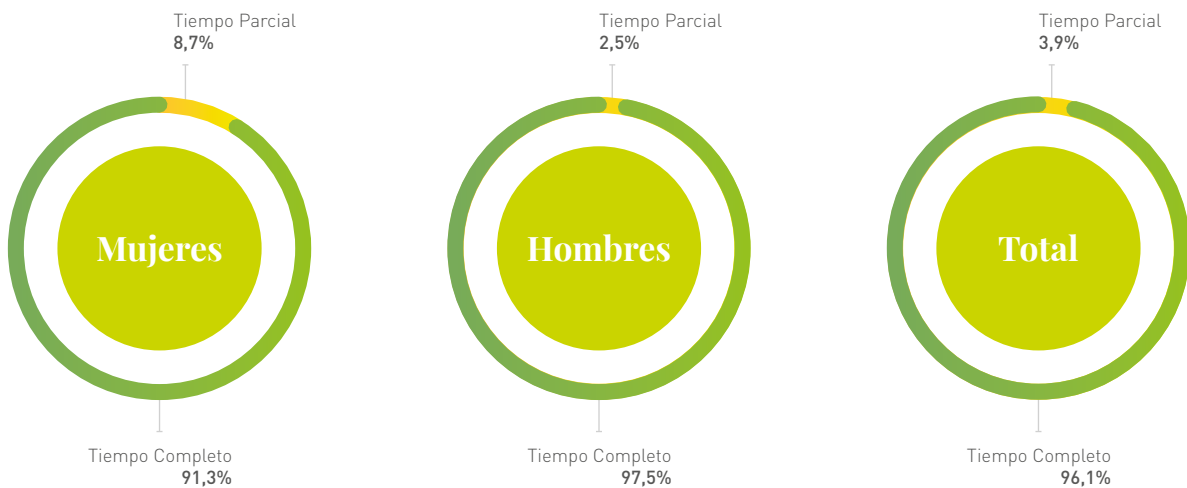 Tiempo Parcial
8,7%
Mujeres
Tiempo Completo
91,3%
Tiempo Parcial
2,5%
Hombres
Tiempo Completo
97,5%
Tiempo Parcial
3,9%
Total
Tiempo Completo
96,1%